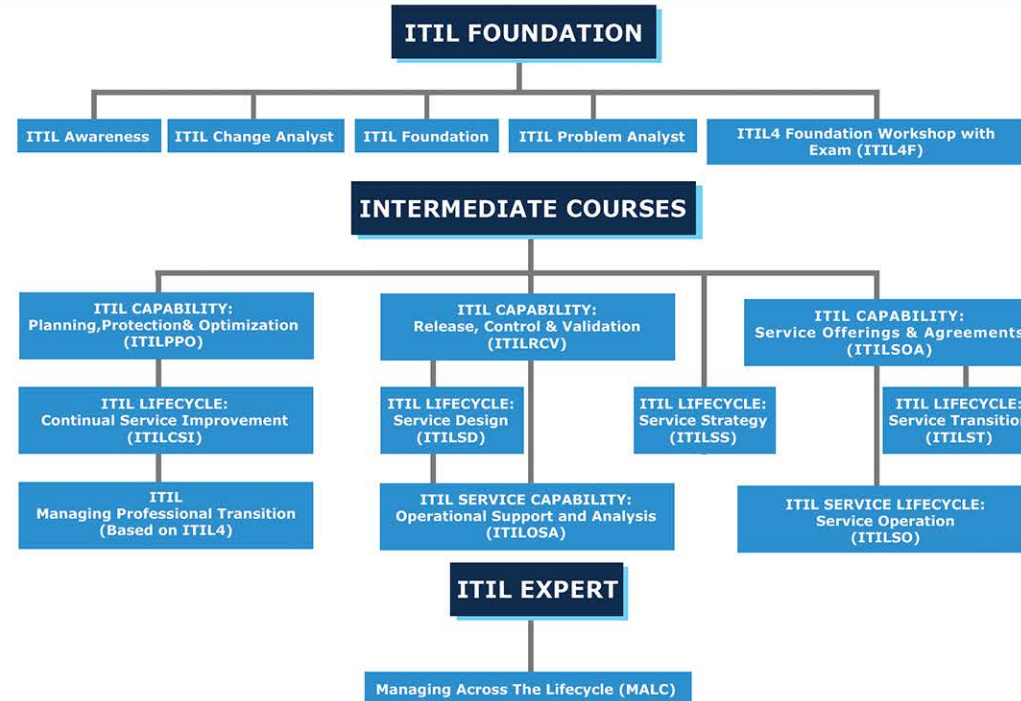 ITIL FOUNDATION
ITIL Awareness
ITIL Change Analyst
ITIL Foundation
ITIL Problem Analyst
ITIL4 Foundation Workshop with
Exam (ITIL4F)
INTERMEDIATE COURSES
ITIL CAPABILITY:
Planning,Protection& Optimization
(ITILPPO)
ITIL CAPABILITY:
Release, Control & Validation
(ITILRCV)
ITIL CAPABILITY:
Service Offerings & Agreements
(ITILSOA)
ITIL LIFECYCLE:
Continual Service Improvement
(ITILCSI)
ITIL LIFECYCLE:
Service Design
(ITILSD)
ITIL LIFECYCLE:
Service Strategy
(ITILSS)
ITIL LIFECYCLE:
Service Transition
(ITILST)
ITIL
Managing Professional Transition
(Based on ITIL4)
ITIL SERVICE CAPABILITY:
Operational Support and Analysis
(ITILOSA)
ITIL SERVICE LIFECYCLE:
Service Operation
(ITILSO)
ITIL EXPERT
Managing Across The Lifecycle (MALC)